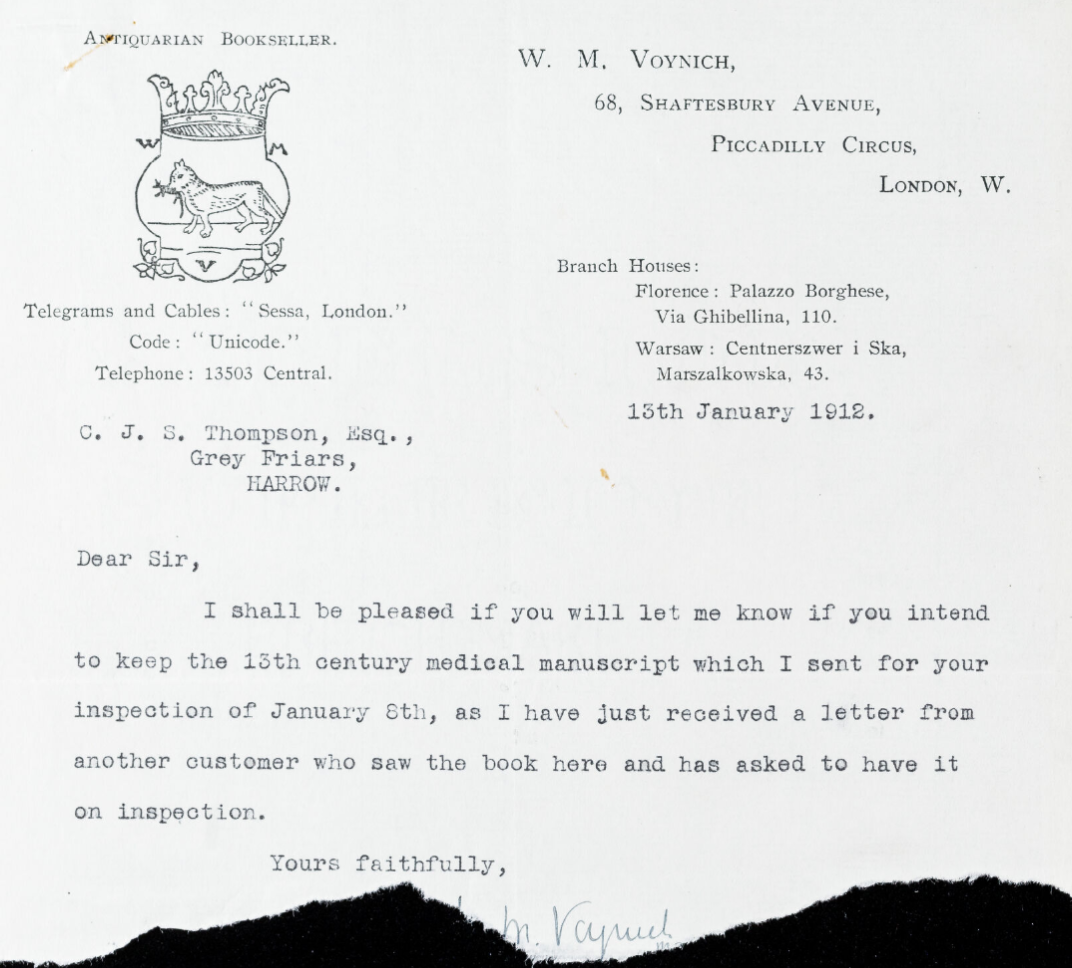 ANTIQUARIAN BOOKSELLER.
W M
V
Telegrams and Cables: "Sessa, London."
Code: "Unicode."
Telephone: 13503 Central.
W. M. VOYNICH,
68, SHAFTESBURY AVENUE,
PICCADILLY CIRCUS,
LONDON, W.
Branch Houses:
Florence: Palazzo Borghese,
Via Ghibellina, 110.
Warsaw: Centnerszwer i Ska,
Marszalkowska, 43.
13th January 1912.
C. J. S. Thompson, Esq.,
Grey Friars,
HARROW.
Dear Sir,
I shall be pleased if you will let me know if you intend
to keep the 13th century medical manuscript which I sent for your
inspection of January 8th, as I have just received a letter from
another customer who saw the book here and has asked to have it
on inspection.
Yours faithfully,
M. Voynich